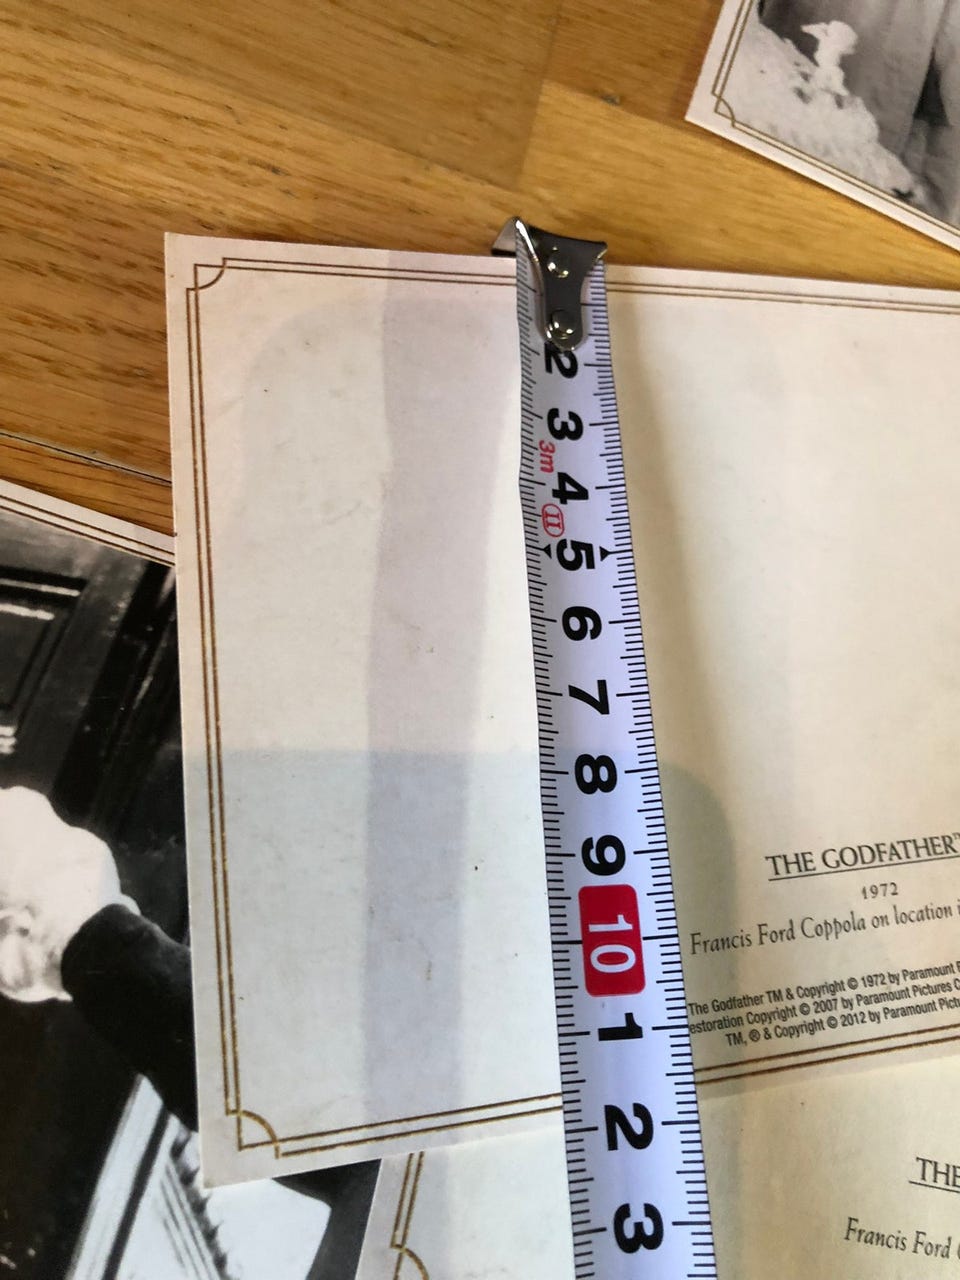 2
3
3m
4
II
5
6
7
8
9
10
1
2
3
THE GODFATHER™
1972
Francis Ford Coppola on location
The Godfather TM & Copyright © 1972 by Paramount
estoration Copyright © 2007 by Paramount Pictures
TM, ® & Copyright © 2012 by Paramount
THE
Francis Ford